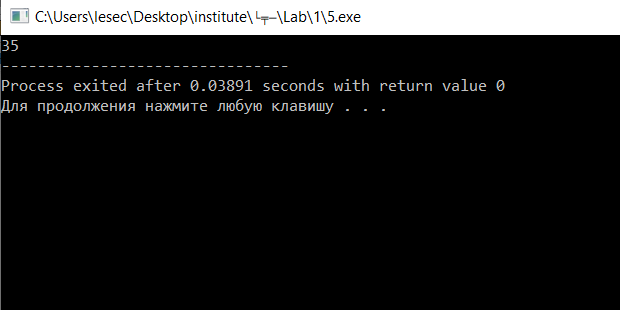 C:\Users\lesec\Desktop\institute\└╤─\Lab\1\5.exe
35
--------------------------------
Process exited after 0.03891 seconds with return value 0
Для продолжения нажмите любую клавишу . . .